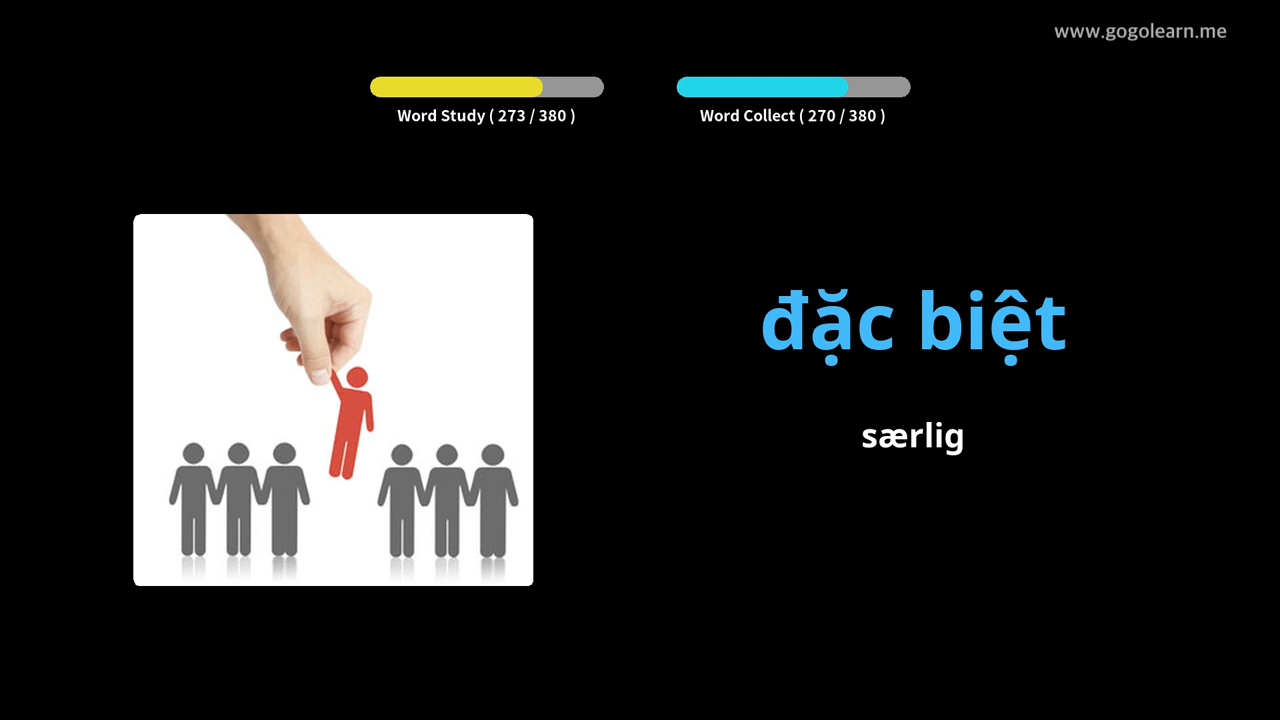 www.gogolearn.me
Word Study ( 273 / 380 )
Word Collect ( 270 / 380 )
đặc biệt
særlig